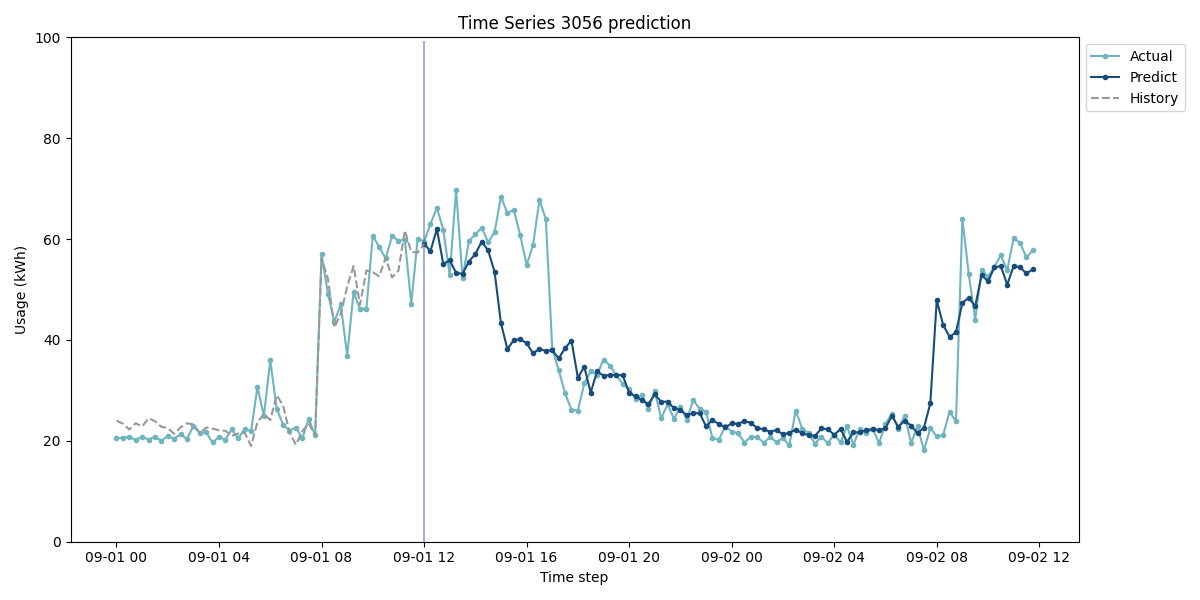 Time Series 3056 prediction
100
80
60
40
20
0
Usage (kWh)
09-01 00
09-01 04
09-01 08
09-01 12
09-01 16
09-01 20
09-02 00
09-02 04
09-02 08
09-02 12
Time step
Actual
Predict
History